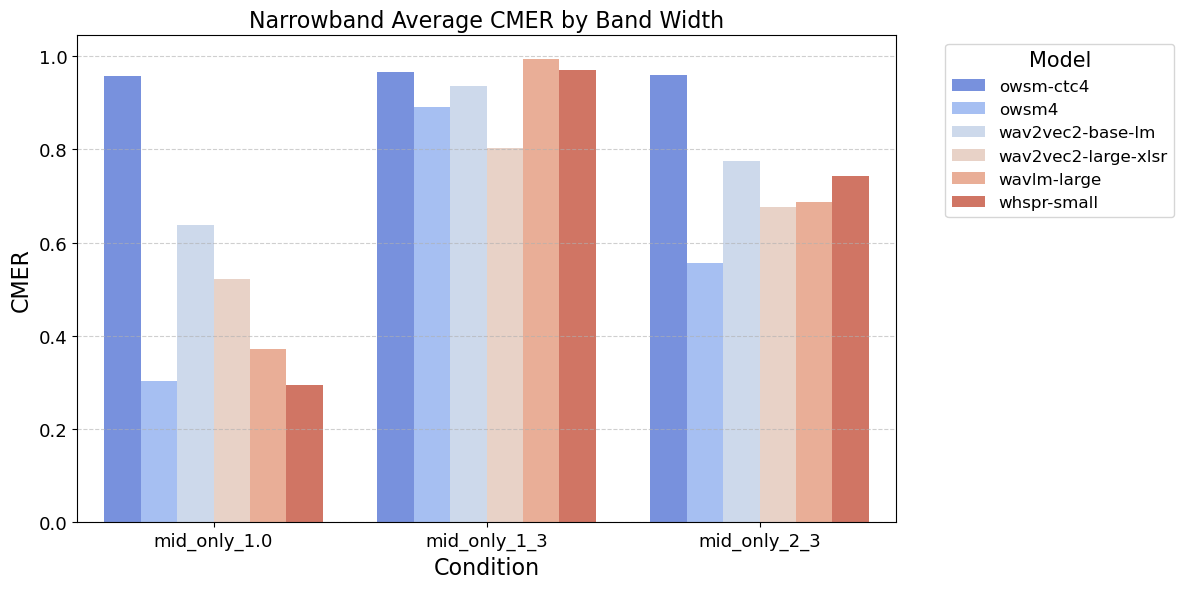 Narrowband Average CMER by Band Width
CMER
1.0
0.8
0.6
0.4
0.2
0.0
mid_only_1.0
mid_only_1_3
mid_only_2_3
Condition
Model
owsm-ctc4
owsm4
wav2vec2-base-lm
wav2vec2-large-xlsr
wavlm-large
whspr-small